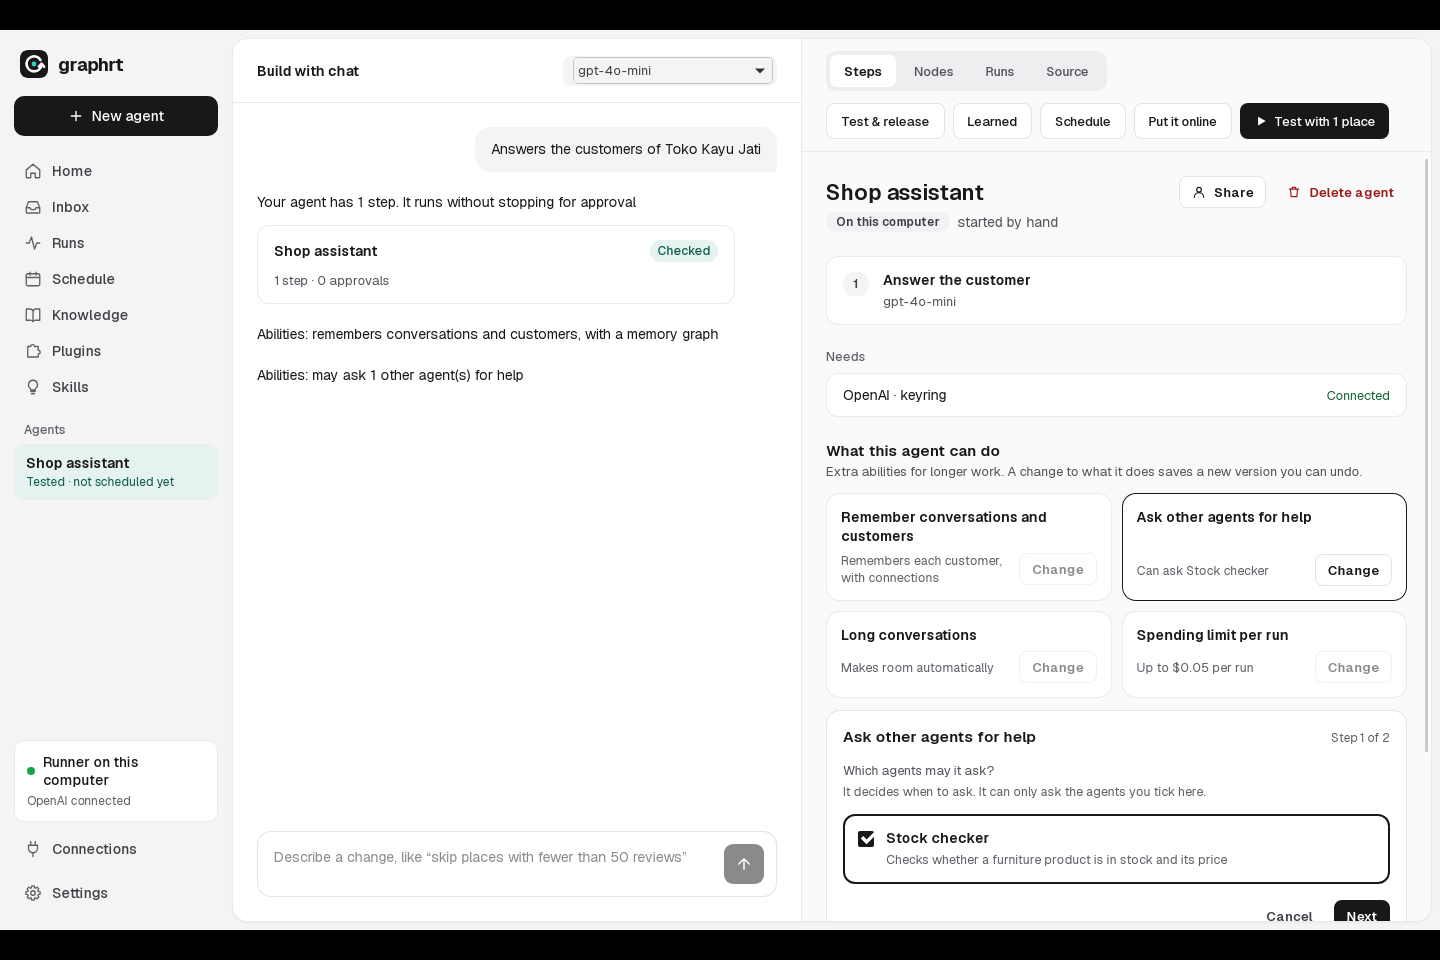 graphrt
New agent
Home
Inbox
Runs
Schedule
Knowledge
Plugins
Skills
Agents
Shop assistant
Tested · not scheduled yet
Runner on this
computer
OpenAI connected
Connections
Settings
Build with chat
gpt-4o-mini
Answers the customers of Toko Kayu Jati
Your agent has 1 step. It runs without stopping for approval
Shop assistant
Checked
1 step · 0 approvals
Abilities: remembers conversations and customers, with a memory graph
Abilities: may ask 1 other agent(s) for help
Describe a change, like “skip places with fewer than 50 reviews”
Steps
Nodes
Runs
Source
Test & release
Learned
Schedule
Put it online
Test with 1 place
Shop assistant
Share
Delete agent
On this computer
started by hand
1
Answer the customer
gpt-4o-mini
Needs
OpenAI · keyring
Connected
What this agent can do
Extra abilities for longer work. A change to what it does saves a new version you can undo.
Remember conversations and
customers
Remembers each customer,
with connections
Change
Ask other agents for help
Can ask Stock checker
Change
Long conversations
Makes room automatically
Change
Spending limit per run
Up to $0.05 per run
Change
Ask other agents for help
Step 1 of 2
Which agents may it ask?
It decides when to ask. It can only ask the agents you tick here.
Stock checker
Checks whether a furniture product is in stock and its price
Cancel
Next